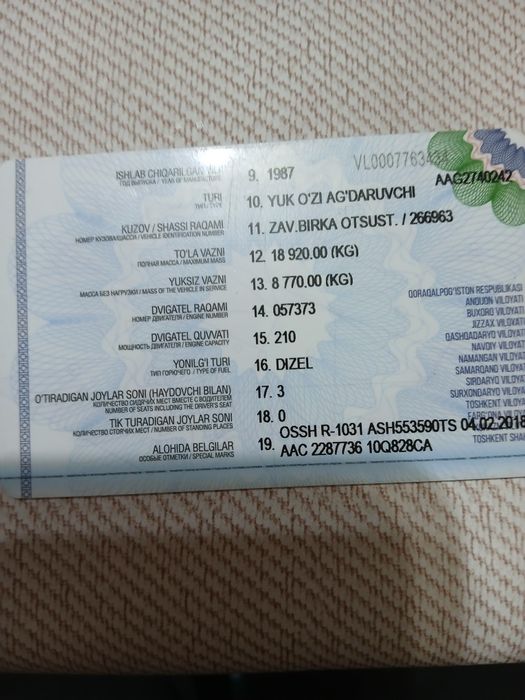 VL0007763434
AAG2740242
ISHLAB CHIQARILGAN YILI 9. 1987
ГОД ВЫПУСКА / YEAR OF MANUFACTURE
TURI 10. YUK O'ZI AG'DARUVCHI
ТИП / TYPE
KUZOV / SHASSI RAQAMI 11. ZAV.BIRKA OTSUST. / 266963
НОМЕР КУЗОВА/ШАССИ / VEHICLE IDENTIFICATION NUMBER
TO'LA VAZNI 12. 18 920.00 (KG)
ПОЛНАЯ МАССА / MAXIMUM MASS
YUKSIZ VAZNI 13. 8 770.00 (KG)
МАССА БЕЗ НАГРУЗКИ / MASS OF THE VEHICLE IN SERVICE
DVIGATEL RAQAMI 14. 057373
НОМЕР ДВИГАТЕЛЯ / ENGINE NUMBER
DVIGATEL QUVVATI 15. 210
МОЩНОСТЬ ДВИГАТЕЛЯ / ENGINE CAPACITY
YONILG'I TURI 16. DIZEL
ТИП ГОРЮЧЕГО / TYPE OF FUEL
O'TIRADIGAN JOYLAR SONI (HAYDOVCHI BILAN) 17. 3
КОЛИЧЕСТВО СИДЯЧИХ МЕСТ ВМЕСТЕ С ВОДИТЕЛЕМ
NUMBER OF SEATS INCLUDING THE DRIVER'S SEAT
TIK TURADIGAN JOYLAR SONI 18. 0
КОЛИЧЕСТВО СТОЯЧИХ МЕСТ / NUMBER OF STANDING PLACES
ALOHIDA BELGILAR 19. OSSH R-1031 ASH553590TS 04.02.2018
ОСОБЫЕ ОТМЕТКИ / SPECIAL MARKS
AAC 2287736 10Q828CA
QORAQALPOG'ISTON RESPUBLIKASI
ANDIJON VILOYATI
BUXORO VILOYATI
JIZZAX VILOYATI
QASHQADARYO VILOYATI
NAVOIY VILOYATI
NAMANGAN VILOYATI
SAMARQAND VILOYATI
SIRDARYO VILOYATI
SURXONDARYO VILOYATI
TOSHKENT VILOYATI
FARG'ONA VILOYATI
TOSHKENT SHA